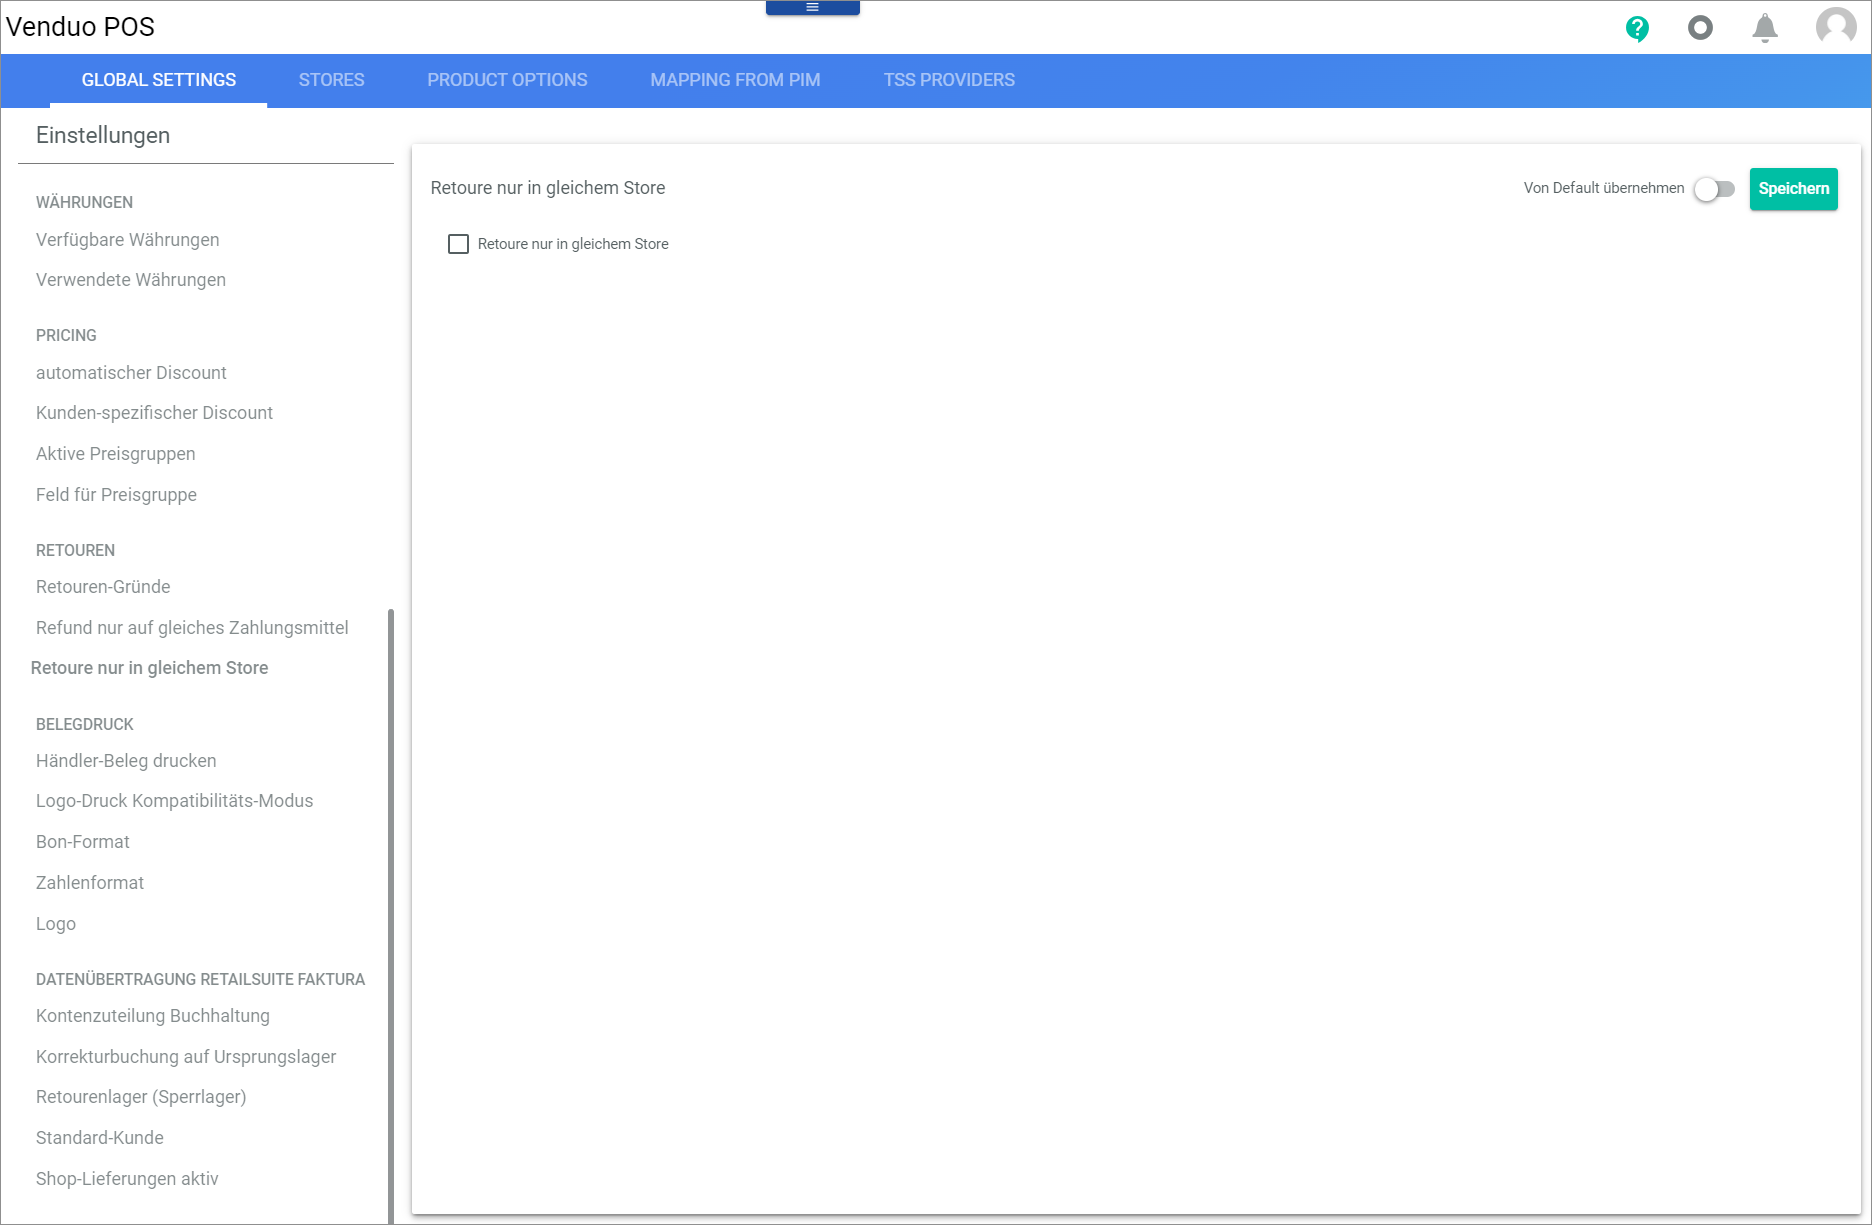 Venduo POS
GLOBAL SETTINGS
STORES
PRODUCT OPTIONS
MAPPING FROM PIM
TSS PROVIDERS
Einstellungen
WÄHRUNGEN
Verfügbare Währungen
Verwendete Währungen
PRICING
automatischer Discount
Kunden-spezifischer Discount
Aktive Preisgruppen
Feld für Preisgruppe
RETOUREN
Retouren-Gründe
Refund nur auf gleiches Zahlungsmittel
Retoure nur in gleichem Store
BELEGDRUCK
Händler-Beleg drucken
Logo-Druck Kompatibilitäts-Modus
Bon-Format
Zahlenformat
Logo
DATENÜBERTRAGUNG RETAILSUITE FAKTURA
Kontenzuteilung Buchhaltung
Korrekturbuchung auf Ursprungslager
Retourenlager (Sperrlager)
Standard-Kunde
Shop-Lieferungen aktiv
Retoure nur in gleichem Store
Von Default übernehmen
Speichern
Retoure nur in gleichem Store